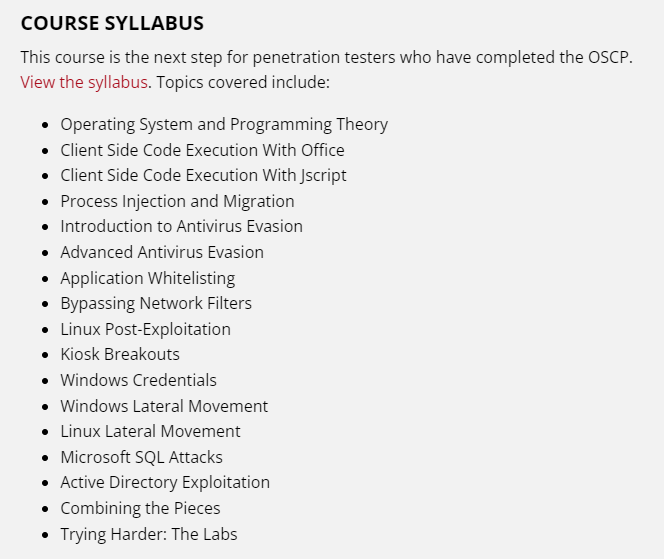 COURSE SYLLABUS
This course is the next step for penetration testers who have completed the OSCP.
View the syllabus. Topics covered include:
Operating System and Programming Theory
Client Side Code Execution With Office
Client Side Code Execution With Jscript
Process Injection and Migration
Introduction to Antivirus Evasion
Advanced Antivirus Evasion
Application Whitelisting
Bypassing Network Filters
Linux Post-Exploitation
Kiosk Breakouts
Windows Credentials
Windows Lateral Movement
Linux Lateral Movement
Microsoft SQL Attacks
Active Directory Exploitation
Combining the Pieces
Trying Harder: The Labs